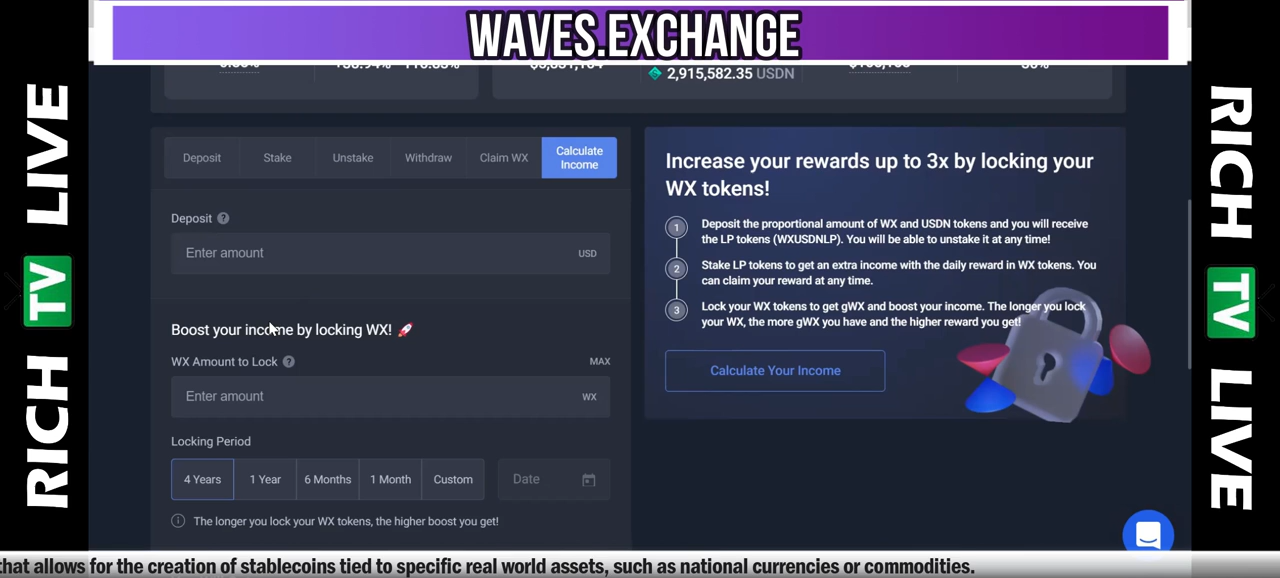 WAVES.EXCHANGE
2,915,582.35 USDN
RICH TV LIVE
RICH TV LIVE
Deposit
Stake
Unstake
Withdraw
Claim WX
Calculate
Income
Deposit
Enter amount
USD
Boost your income by locking WX! 🚀
WX Amount to Lock
MAX
Enter amount
WX
Locking Period
4 Years
1 Year
6 Months
1 Month
Custom
Date
The longer you lock your WX tokens, the higher boost you get!
Increase your rewards up to 3x by locking your
WX tokens!
1 Deposit the proportional amount of WX and USDN tokens and you will receive
the LP tokens (WXUSDNLP). You will be able to unstake it at any time!
2 Stake LP tokens to get an extra income with the daily reward in WX tokens. You
can claim your reward at any time.
3 Lock your WX tokens to get gWX and boost your income. The longer you lock
your WX, the more gWX you have and the higher reward you get!
Calculate Your Income
that allows for the creation of stablecoins tied to specific real world assets, such as national currencies or commodities.